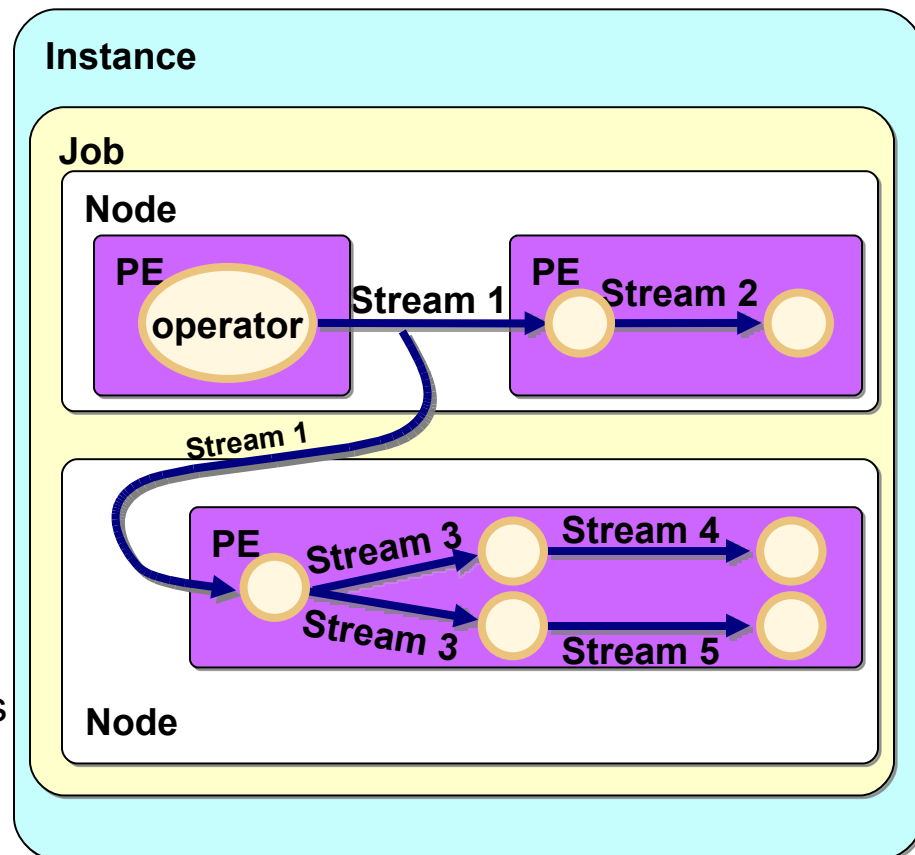 Instance
Job
Node
PE
operator
Stream 1
PE
Stream 2
Stream 1
PE
Stream 3
Stream 4
Stream 3
Stream 5
s
Node